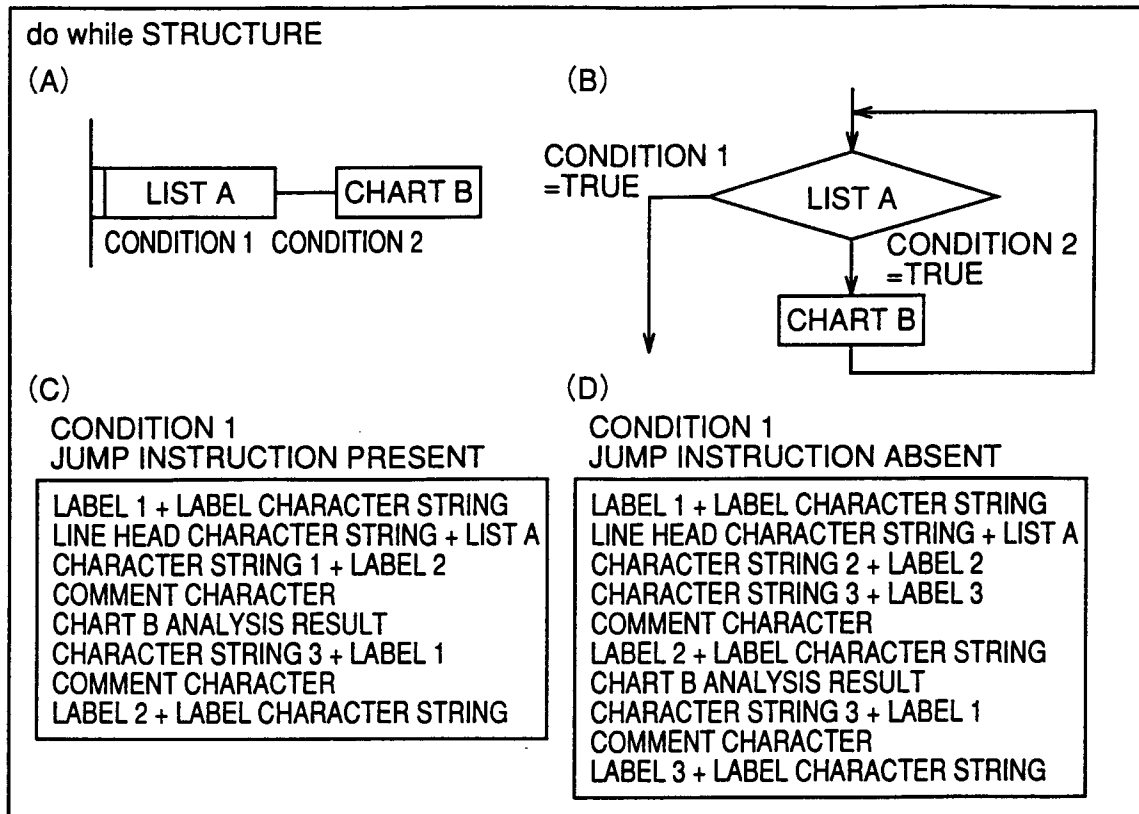 do while STRUCTURE
(A)
LIST A
CHART B
CONDITION 1 CONDITION 2
(B)
CONDITION 1
=TRUE
LIST A
CONDITION 2
=TRUE
CHART B
(C)
CONDITION 1
JUMP INSTRUCTION PRESENT
LABEL 1 + LABEL CHARACTER STRING
LINE HEAD CHARACTER STRING + LIST A
CHARACTER STRING 1 + LABEL 2
COMMENT CHARACTER
CHART B ANALYSIS RESULT
CHARACTER STRING 3 + LABEL 1
COMMENT CHARACTER
LABEL 2 + LABEL CHARACTER STRING
(D)
CONDITION 1
JUMP INSTRUCTION ABSENT
LABEL 1 + LABEL CHARACTER STRING
LINE HEAD CHARACTER STRING + LIST A
CHARACTER STRING 2 + LABEL 2
CHARACTER STRING 3 + LABEL 3
COMMENT CHARACTER
LABEL 2 + LABEL CHARACTER STRING
CHART B ANALYSIS RESULT
CHARACTER STRING 3 + LABEL 1
COMMENT CHARACTER
LABEL 3 + LABEL CHARACTER STRING